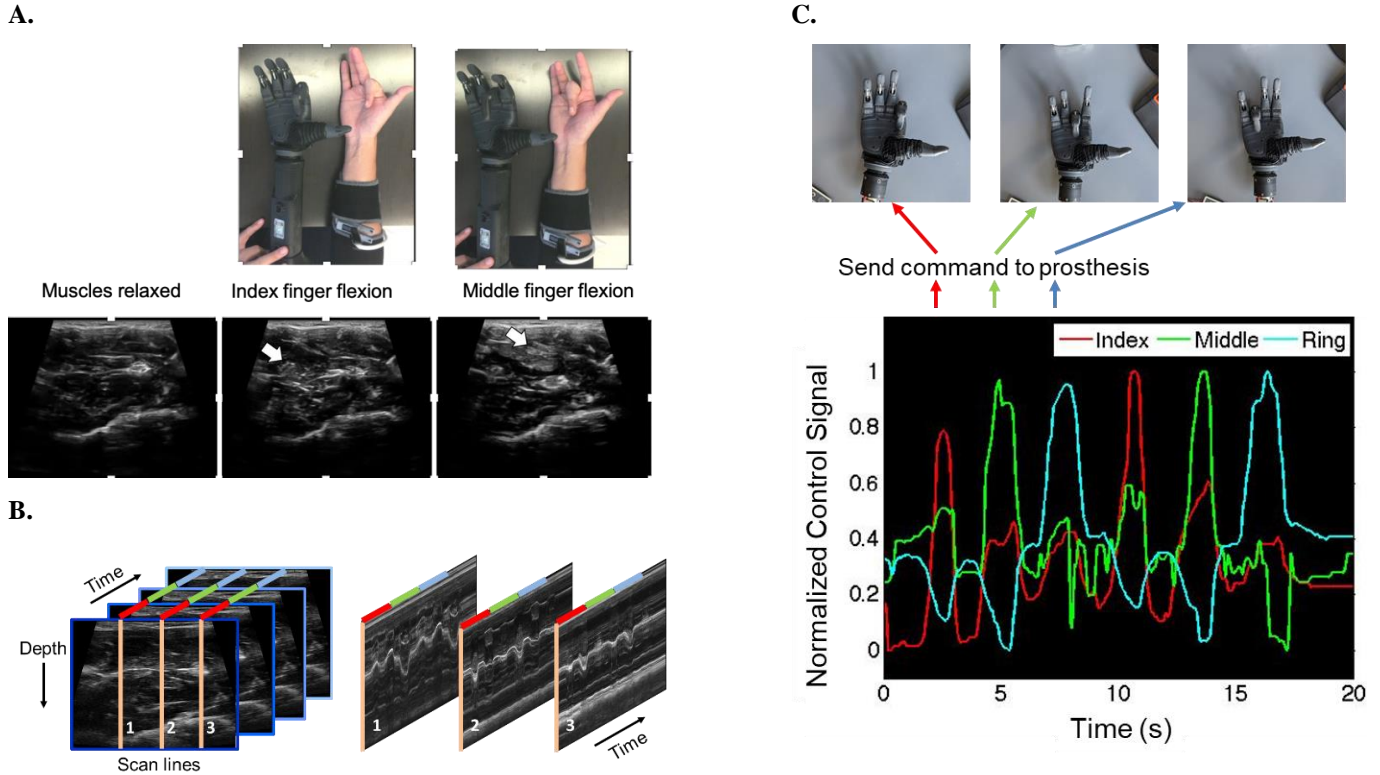 A.
Muscles relaxed
Index finger flexion
Middle finger flexion
B.
Time
Depth
1
2
3
Scan lines
1
2
3
Time
C.
Send command to prosthesis
Index
Middle
Ring
Normalized Control Signal
1
0.8
0.6
0.4
0.2
0
0
5
10
15
20
Time (s)